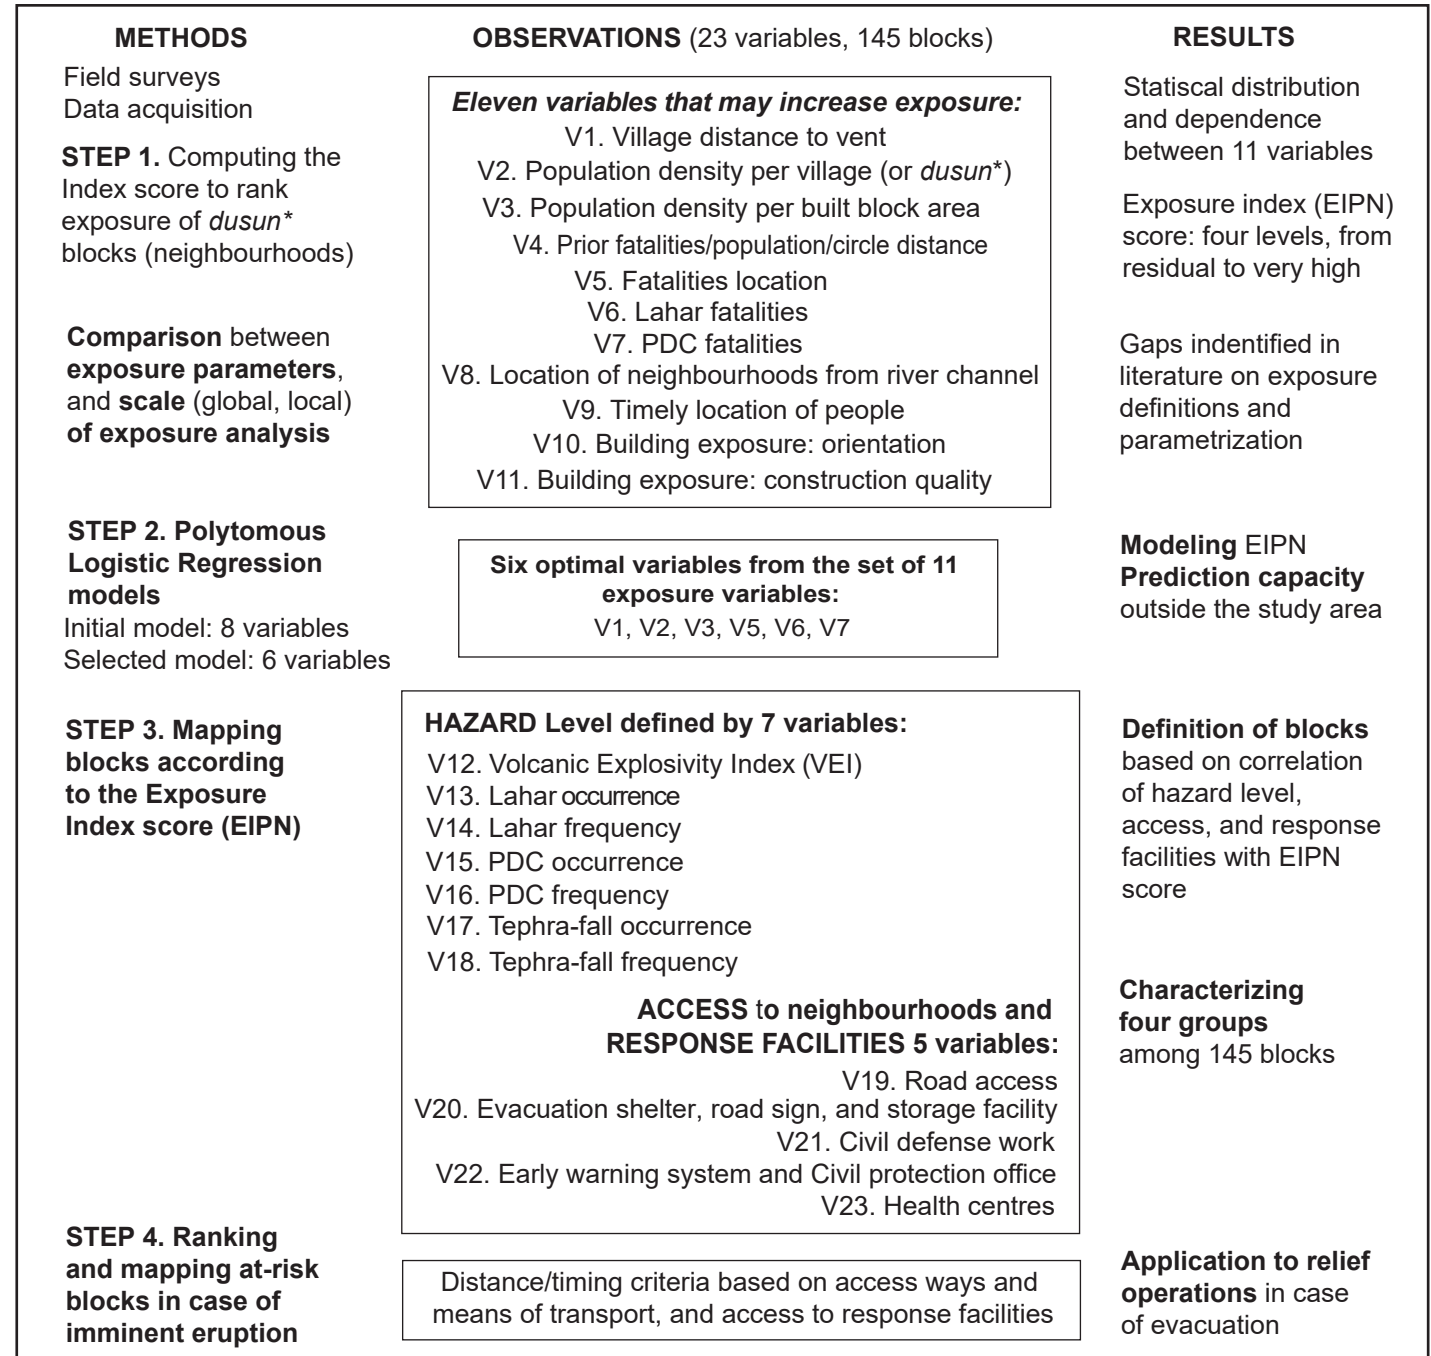 METHODS
Field surveys
Data acquisition
STEP 1. Computing the
Index score to rank
exposure of dusun*
blocks (neighbourhoods)
Comparison between
exposure parameters,
and scale (global, local)
of exposure analysis
STEP 2. Polytomous
Logistic Regression
models
Initial model: 8 variables
Selected model: 6 variables
STEP 3. Mapping
blocks according
to the Exposure
Index score (EIPN)
STEP 4. Ranking
and mapping at-risk
blocks in case of
imminent eruption
OBSERVATIONS (23 variables, 145 blocks)
Eleven variables that may increase exposure:
V1. Village distance to vent
V2. Population density per village (or dusun*)
V3. Population density per built block area
V4. Prior fatalities/population/circle distance
V5. Fatalities location
V6. Lahar fatalities
V7. PDC fatalities
V8. Location of neighbourhoods from river channel
V9. Timely location of people
V10. Building exposure: orientation
V11. Building exposure: construction quality
Six optimal variables from the set of 11
exposure variables:
V1, V2, V3, V5, V6, V7
HAZARD Level defined by 7 variables:
V12. Volcanic Explosivity Index (VEI)
V13. Lahar occurrence
V14. Lahar frequency
V15. PDC occurrence
V16. PDC frequency
V17. Tephra-fall occurrence
V18. Tephra-fall frequency
ACCESS to neighbourhoods and
RESPONSE FACILITIES 5 variables:
V19. Road access
V20. Evacuation shelter, road sign, and storage facility
V21. Civil defense work
V22. Early warning system and Civil protection office
V23. Health centres
Distance/timing criteria based on access ways and
means of transport, and access to response facilities
RESULTS
Statiscal distribution
and dependence
between 11 variables
Exposure index (EIPN)
score: four levels, from
residual to very high
Gaps indentified in
literature on exposure
definitions and
parametrization
Modeling EIPN
Prediction capacity
outside the study area
Definition of blocks
based on correlation
of hazard level,
access, and response
facilities with EIPN
score
Characterizing
four groups
among 145 blocks
Application to relief
operations in case
of evacuation